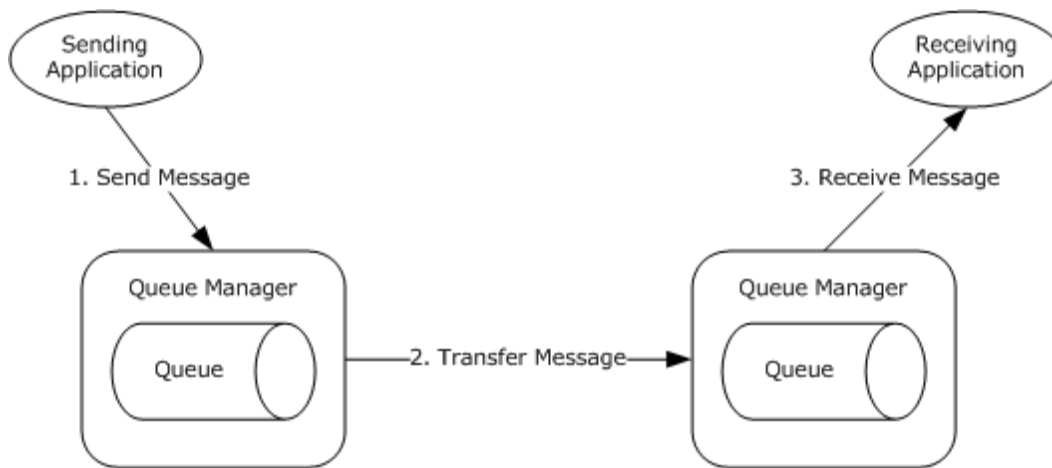 Sending
Application
Receiving
Application
1. Send Message
3. Receive Message
Queue Manager
Queue Manager
2. Transfer Message
Queue
Queue